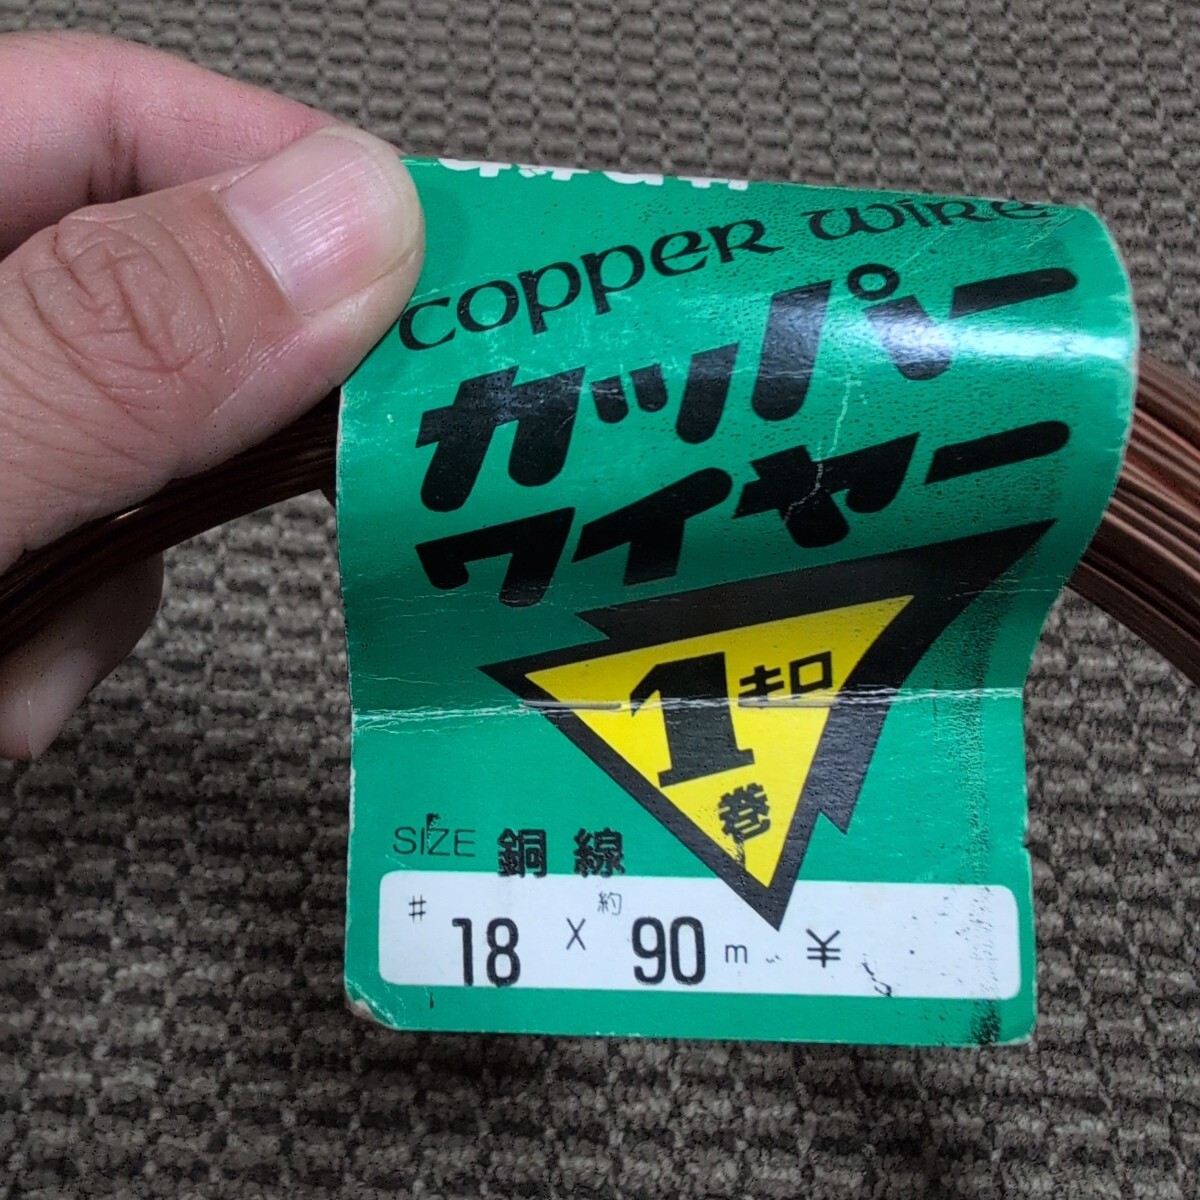 COPPER WIRE
カッパー
ワイヤー
1キロ
巻
SIZE 銅線
# 18 × 約 90 m ¥